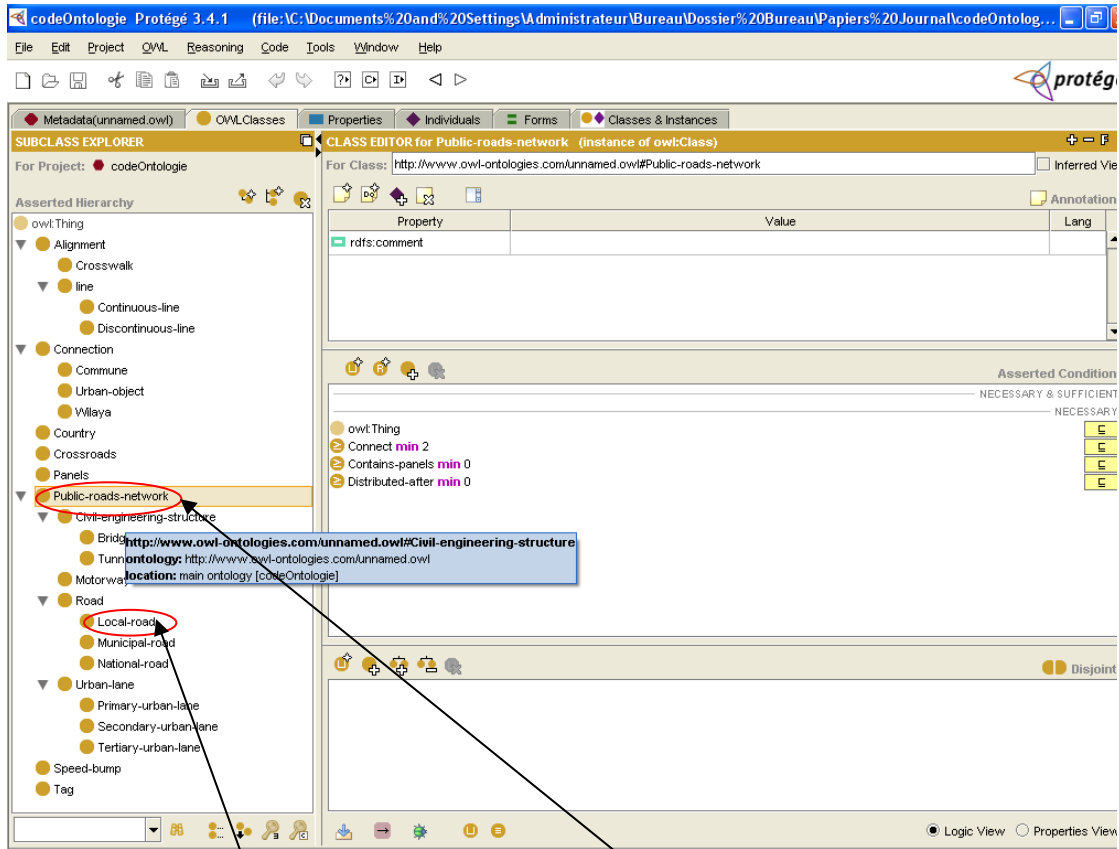 codeOntologie Protégé 3.4.1 (file:\C:\Documents%20and%20Settings\Administrateur\Bureau\Dossier%20Bureau\Papiers%20Journal\codeOntolog...
File Edit Project OWL Reasoning Code Tools Window Help
protégé
Metadata(unnamed.owl) OWLClasses Properties Individuals Forms Classes & Instances
SUBCLASS EXPLORER
CLASS EDITOR for Public-roads-network (instance of owl:Class)
For Project: codeOntologie
For Class: http://www.owl-ontologies.com/unnamed.owl#Public-roads-network
Inferred Vie
Asserted Hierarchy
Annotation
Property Value Lang
rdfs:comment
owl:Thing
Alignment
Crosswalk
line
Continuous-line
Discontinuous-line
Connection
Commune
Urban-object
Wilaya
Country
Crossroads
Panels
Public-roads-network
Civil-engineering-structure
Bridg
Tunn
Motorway
Road
Local-road
Municipal-road
National-road
Urban-lane
Primary-urban-lane
Secondary-urban-lane
Tertiary-urban-lane
Speed-bump
Tag
http://www.owl-ontologies.com/unnamed.owl#Civil-engineering-structure
ontology: http://www.owl-ontologies.com/unnamed.owl
location: main ontology [codeOntologie]
Asserted Condition
NECESSARY & SUFFICIENT
NECESSARY
owl:Thing
Connect min 2
Contains-panels min 0
Distributed-after min 0
Disjoint
Logic View Properties View